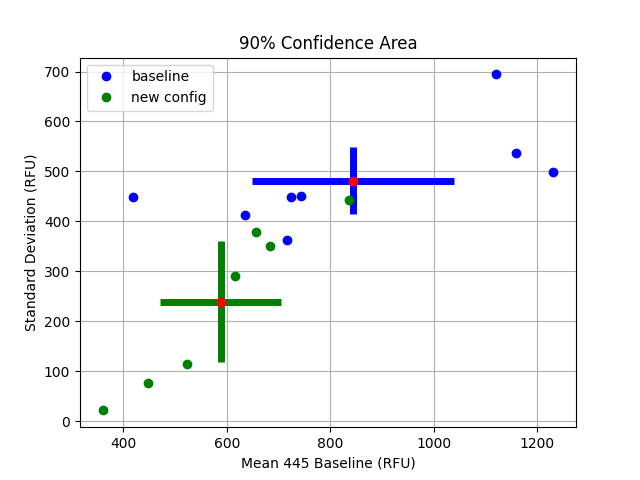 90% Confidence Area
baseline
new config
700
600
500
400
300
200
100
0
Standard Deviation (RFU)
400 600 800 1000 1200
Mean 445 Baseline (RFU)